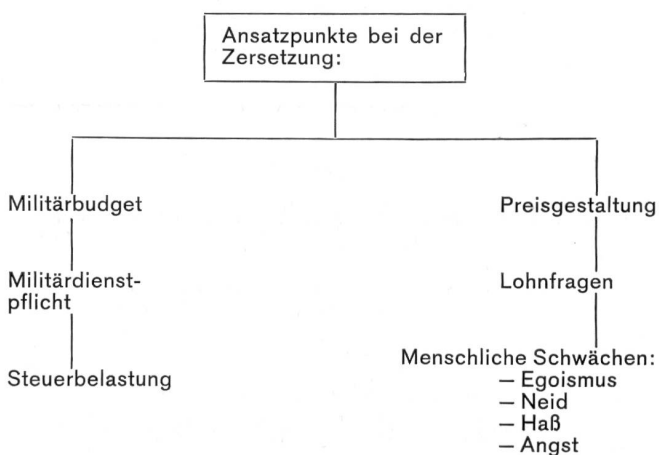 Ansatzpunkte bei der
Zersetzung:
Militärbudget
Militärdienst-
pflicht
Steuerbelastung
Preisgestaltung
Lohnfragen
Menschliche Schwächen:
— Egoismus
— Neid
— Haß
— Angst